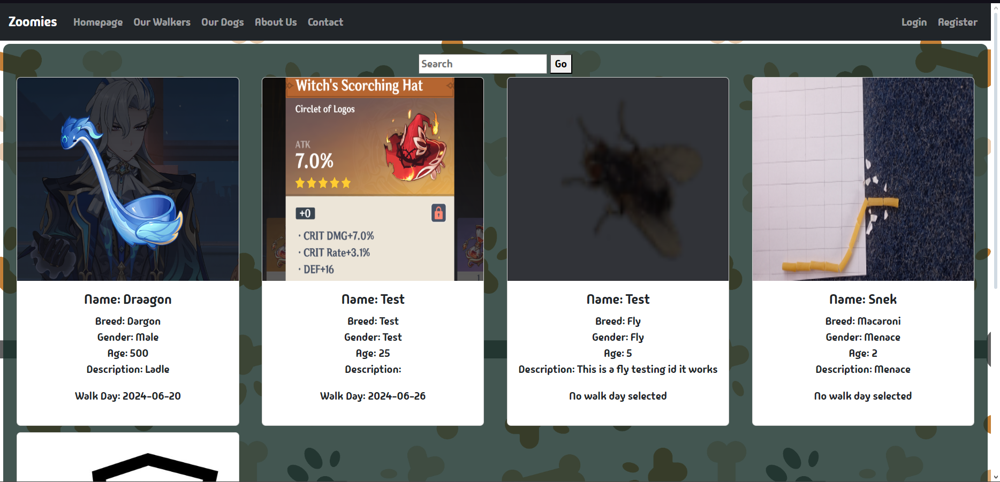 Zoomies Homepage Our Walkers Our Dogs About Us Contact Login Register
Search Go
Witch's Scorching Hat
Circlet of Logos
ATK
7.0%
+0
· CRIT DMG+7.0%
· CRIT Rate+3.1%
· DEF+16
1
Name: Draagon
Breed: Dargon
Gender: Male
Age: 500
Description: Ladle
Walk Day: 2024-06-20
Name: Test
Breed: Test
Gender: Test
Age: 25
Description:
Walk Day: 2024-06-26
Name: Test
Breed: Fly
Gender: Fly
Age: 5
Description: This is a fly testing id it works
No walk day selected
Name: Snek
Breed: Macaroni
Gender: Menace
Age: 2
Description: Menace
No walk day selected